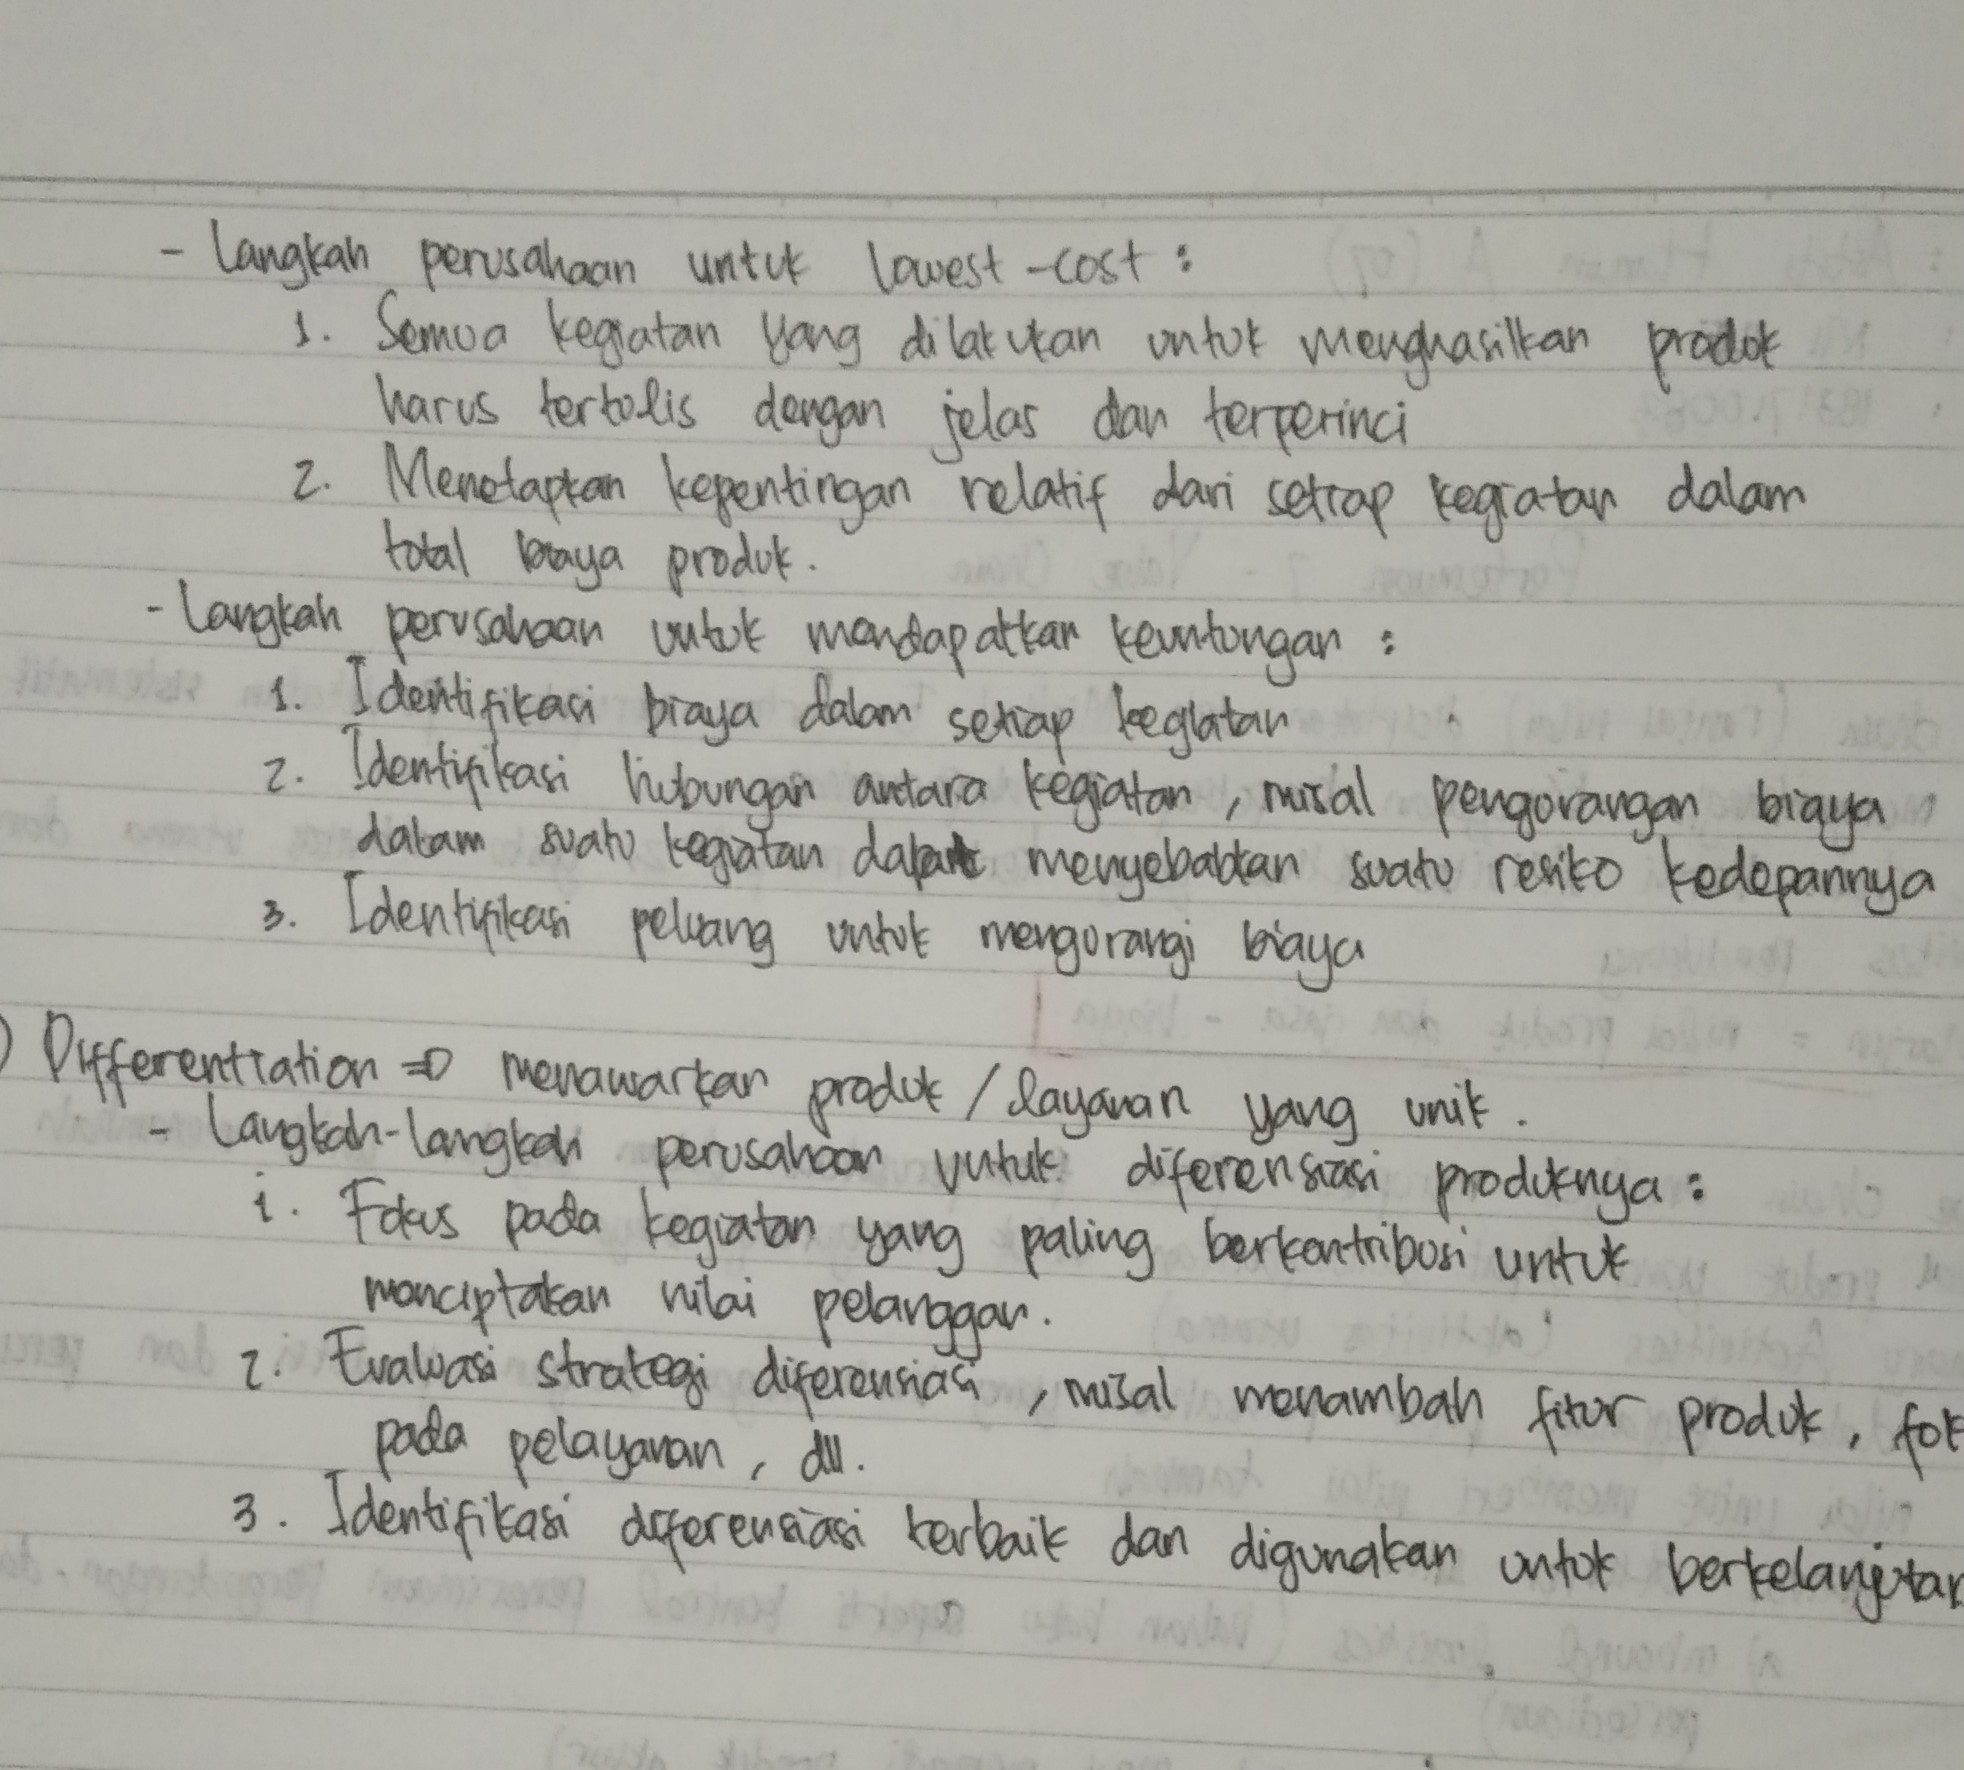 - Langkah perusahaan untuk lowest-cost :
1. Semua kegiatan yang dilakukan untuk menghasilkan produk
harus tertulis dengan jelas dan terperinci
2. Menetapkan kepentingan relatif dari setiap kegiatan dalam
total biaya produk.
- Langkah perusahaan untuk mendapatkan keuntungan :
1. Identifikasi biaya dalam setiap kegiatan
2. Identifikasi hubungan antara kegiatan, misal pengurangan biaya
dalam suatu kegiatan dapat menyebabkan suatu resiko kedepannya
3. Identifikasi peluang untuk mengurangi biaya
) Differentiation => menawarkan produk / layanan yang unik.
- Langkah-langkah perusahaan untuk diferensiasi produknya :
1. Fokus pada kegiatan yang paling berkontribusi untuk
menciptakan nilai pelanggan.
2. Evaluasi strategi diferensiasi, misal menambah fitur produk, fok
pada pelayanan, dll.
3. Identifikasi diferensiasi terbaik dan digunakan untuk berkelanjutan